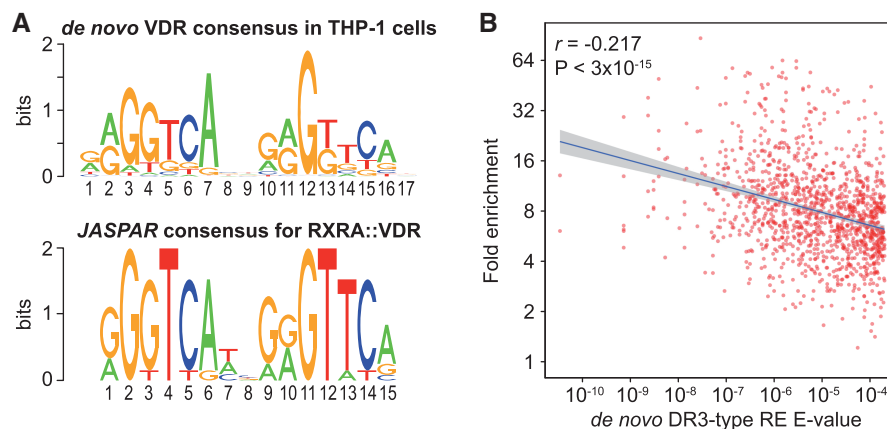 A
de novo VDR consensus in THP-1 cells
2
1
0
bits
1 2 3 4 5 6 7 8 9 10 11 12 13 14 15 16 17
JASPAR consensus for RXRA::VDR
2
1
0
bits
1 2 3 4 5 6 7 8 9 10 11 12 13 14 15
B
r = -0.217
P < 3x10⁻¹⁵
64
32
16
8
4
2
1
Fold enrichment
10⁻¹⁰ 10⁻⁹ 10⁻⁸ 10⁻⁷ 10⁻⁶ 10⁻⁵ 10⁻⁴
de novo DR3-type RE E-value